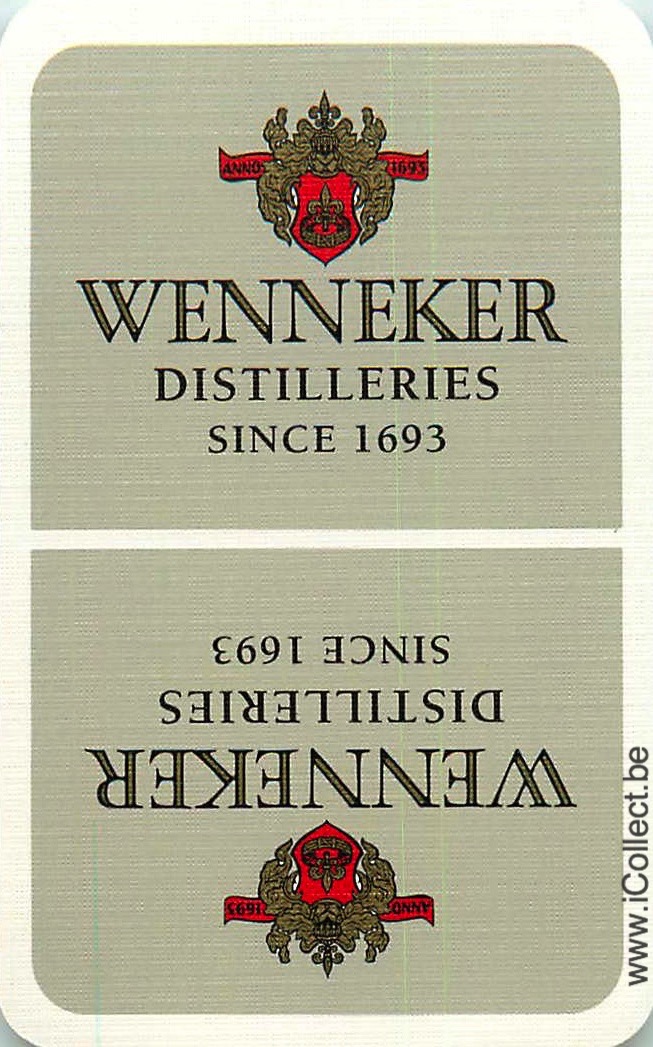 ANNO 1693
WENNEKER
DISTILLERIES
SINCE 1693
SINCE 1693
DISTILLERIES
WENNEKER
ANNO 1693
www.iCollect.be